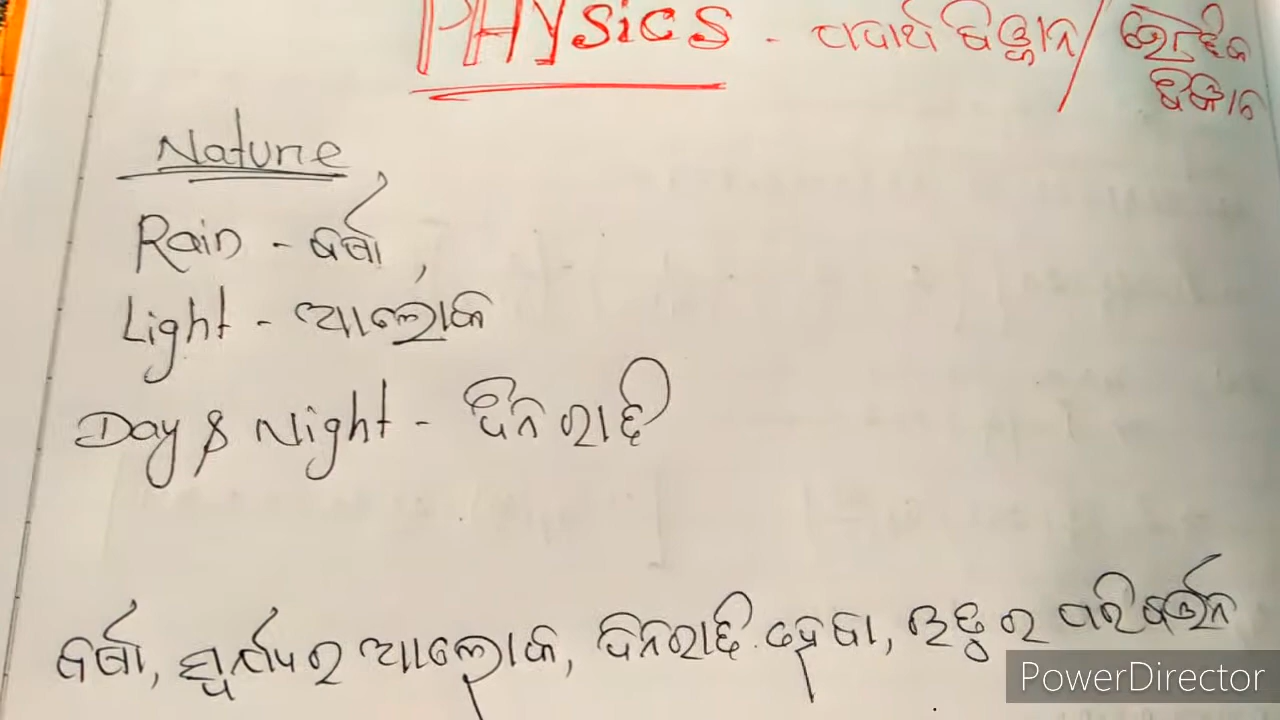 PHYsics - ପଦାର୍ଥ ବିଜ୍ଞାନ/ ଭୌତିକ
ବିଜ୍ଞାନ
Nature
Rain - ବର୍ଷା,
Light - ଆଲୋକ
Day & Night - ଦିନ ରାତି
ବର୍ଷା, ସୂର୍ଯ୍ୟର ଆଲୋକ, ଦିନରାତି ହେବା, ଋତୁର ପରିବର୍ତ୍ତନ
PowerDirector